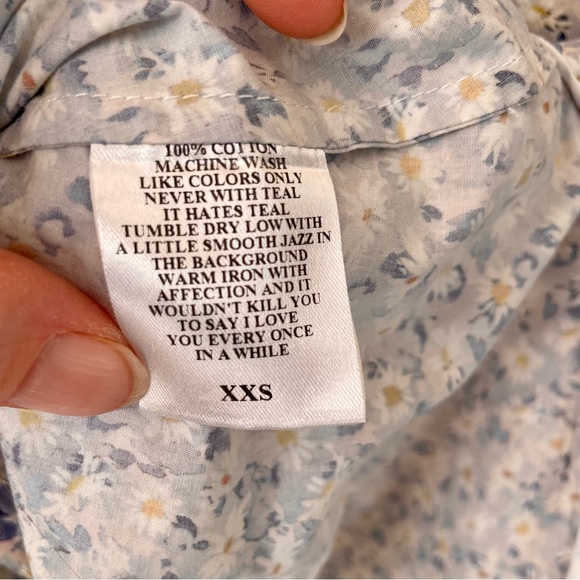 100% COTTON
MACHINE WASH
LIKE COLORS ONLY
NEVER WITH TEAL
IT HATES TEAL
TUMBLE DRY LOW WITH
A LITTLE SMOOTH JAZZ IN
THE BACKGROUND
WARM IRON WITH
AFFECTION AND IT
WOULDN'T KILL YOU
TO SAY I LOVE
YOU EVERY ONCE
IN A WHILE
XXS